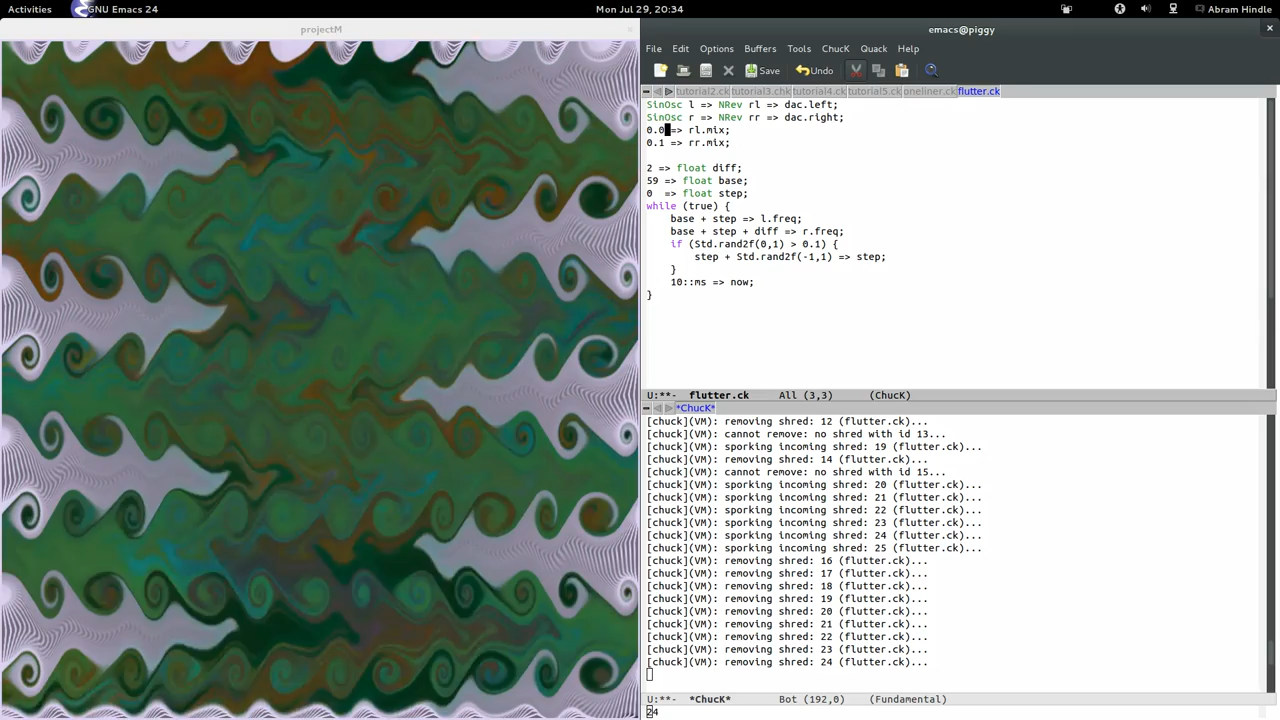 Activities GNU Emacs 24 Mon Jul 29, 20:34 Abram Hindle
projectM
emacs@piggy
File Edit Options Buffers Tools ChucK Quack Help
Save Undo
tutorial2.ck tutorial3.chk tutorial4.ck tutorial5.ck oneliner.ck flutter.ck
SinOsc l => NRev rl => dac.left;
SinOsc r => NRev rr => dac.right;
0.0 => rl.mix;
0.1 => rr.mix;
2 => float diff;
59 => float base;
0  => float step;
while (true) {
    base + step => l.freq;
    base + step + diff => r.freq;
    if (Std.rand2f(0,1) > 0.1) {
        step + Std.rand2f(-1,1) => step;
    }
    10::ms => now;
}
U:**-  flutter.ck     All (3,3)      (ChucK)
*ChucK*
[chuck](VM): removing shred: 12 (flutter.ck)...
[chuck](VM): cannot remove: no shred with id 13...
[chuck](VM): sporking incoming shred: 19 (flutter.ck)...
[chuck](VM): removing shred: 14 (flutter.ck)...
[chuck](VM): cannot remove: no shred with id 15...
[chuck](VM): sporking incoming shred: 20 (flutter.ck)...
[chuck](VM): sporking incoming shred: 21 (flutter.ck)...
[chuck](VM): sporking incoming shred: 22 (flutter.ck)...
[chuck](VM): sporking incoming shred: 23 (flutter.ck)...
[chuck](VM): sporking incoming shred: 24 (flutter.ck)...
[chuck](VM): sporking incoming shred: 25 (flutter.ck)...
[chuck](VM): removing shred: 16 (flutter.ck)...
[chuck](VM): removing shred: 17 (flutter.ck)...
[chuck](VM): removing shred: 18 (flutter.ck)...
[chuck](VM): removing shred: 19 (flutter.ck)...
[chuck](VM): removing shred: 20 (flutter.ck)...
[chuck](VM): removing shred: 21 (flutter.ck)...
[chuck](VM): removing shred: 22 (flutter.ck)...
[chuck](VM): removing shred: 23 (flutter.ck)...
[chuck](VM): removing shred: 24 (flutter.ck)...
U:**-  *ChucK*        Bot (192,0)    (Fundamental)
24